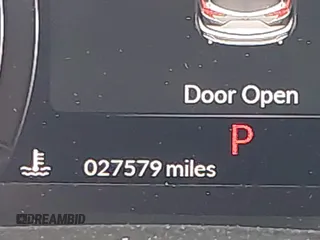 Door Open
P
027579 miles
DREAMBID